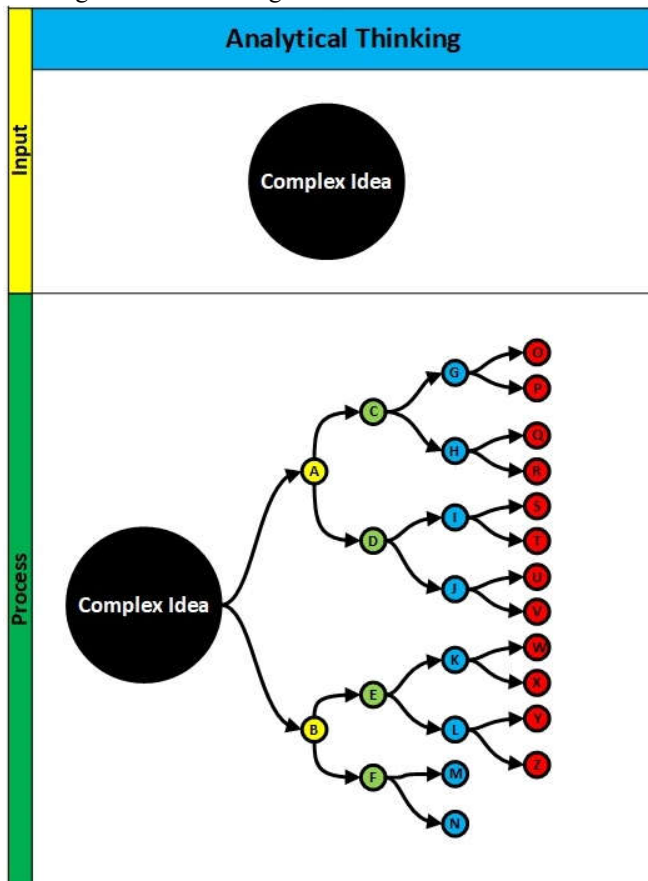 Analytical Thinking
Input
Complex Idea
Process
Complex Idea
A
B
C
D
E
F
G
H
I
J
K
L
M
N
O
P
Q
R
S
T
U
V
W
X
Y
Z